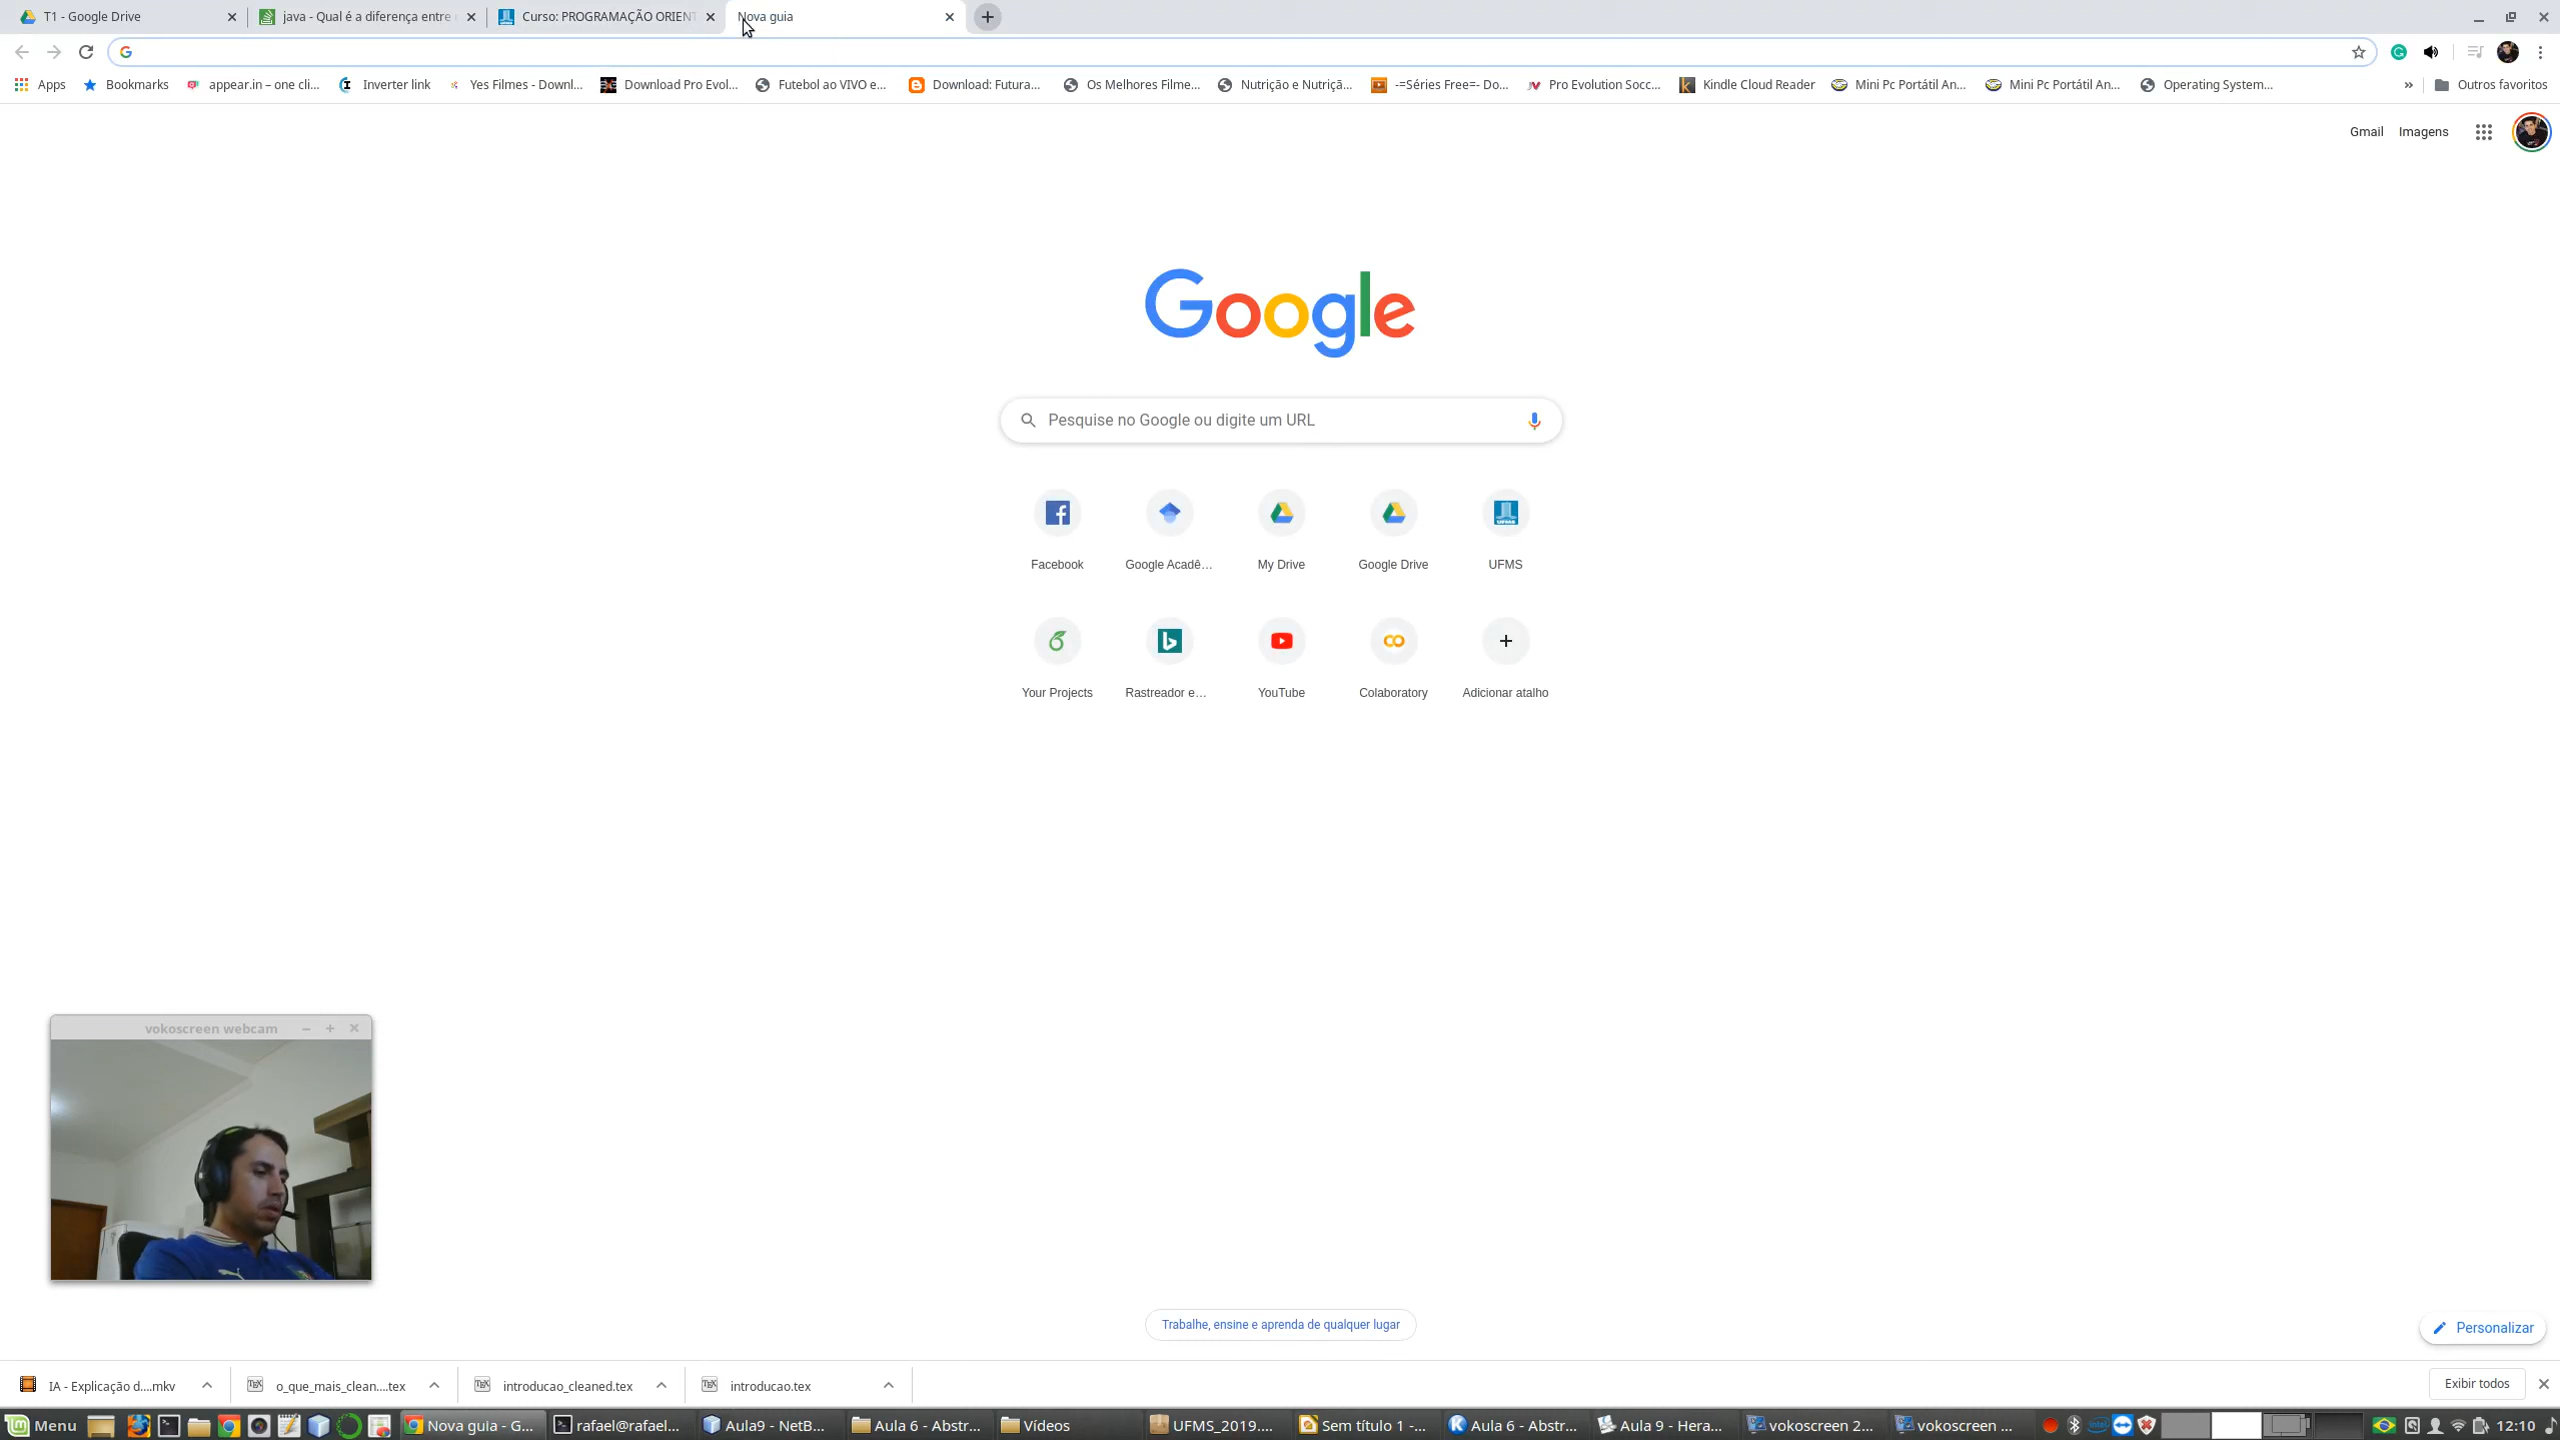 T1 - Google Drive
java - Qual é a diferença entre
Curso: PROGRAMAÇÃO ORIENT
Nova guia
Apps
Bookmarks
appear.in – one cli...
Inverter link
Yes Filmes - Downl...
Download Pro Evol...
Futebol ao VIVO e...
Download: Futura...
Os Melhores Filme...
Nutrição e Nutriçã...
-=Séries Free=- Do...
Pro Evolution Socc...
Kindle Cloud Reader
Mini Pc Portátil An...
Mini Pc Portátil An...
Operating System...
»
Outros favoritos
Gmail
Imagens
Google
Pesquise no Google ou digite um URL
Facebook
Google Acadê...
My Drive
Google Drive
UFMS
Your Projects
Rastreador e...
YouTube
Colaboratory
Adicionar atalho
vokoscreen webcam
Trabalhe, ensine e aprenda de qualquer lugar
Personalizar
IA - Explicação d....mkv
o_que_mais_clean....tex
introducao_cleaned.tex
introducao.tex
Exibir todos
Menu
Nova guia - G...
rafael@rafael...
Aula9 - NetB...
Aula 6 - Abstr...
Vídeos
UFMS_2019....
Sem título 1 -...
Aula 6 - Abstr...
Aula 9 - Hera...
vokoscreen 2...
vokoscreen ...
12:10